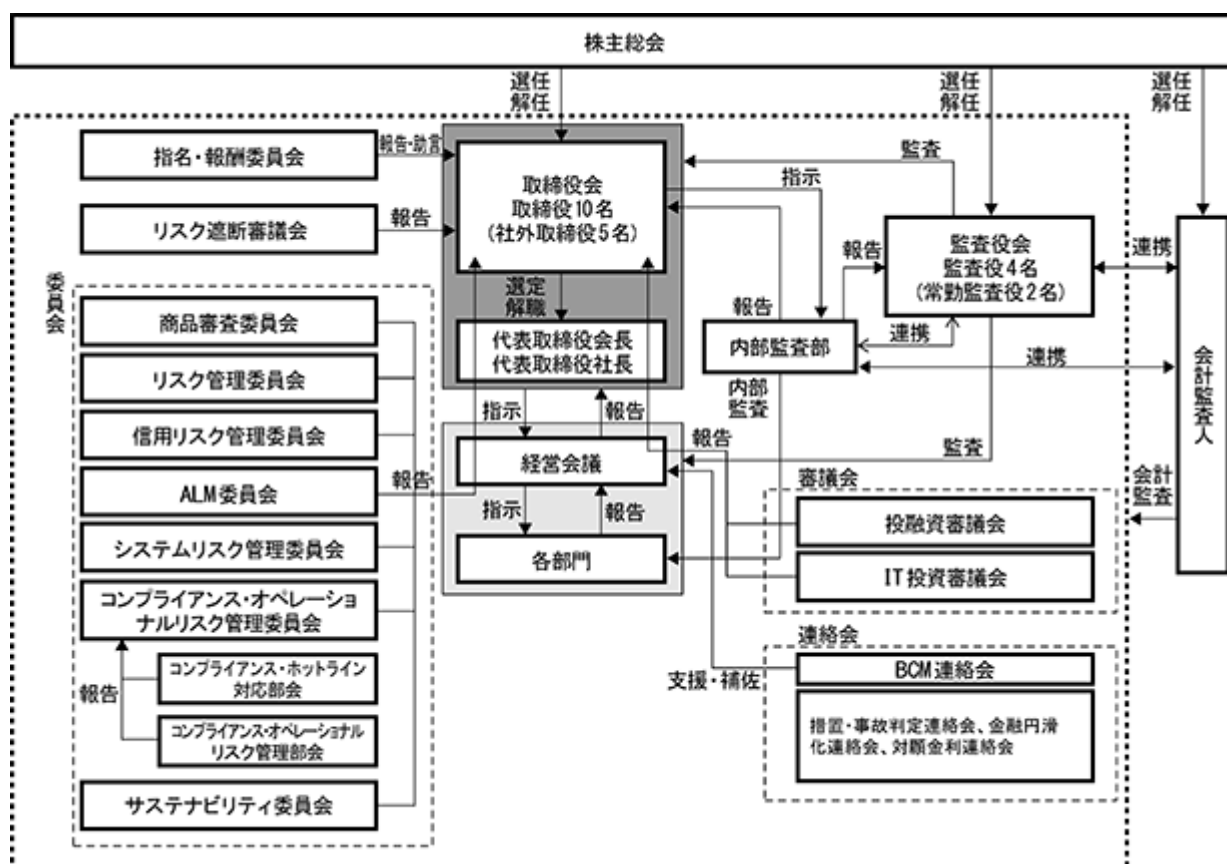 株主総会
選任
解任
選任
解任
選任
解任
指名・報酬委員会
報告・助言
リスク遮断審議会
報告
取締役会
取締役10名
(社外取締役5名)
選定
解職
代表取締役会長
代表取締役社長
指示
報告
経営会議
指示
報告
各部門
監査
指示
報告
報告
内部監査部
内部
監査
連携
監査役会
監査役4名
(常勤監査役2名)
連携
連携
監査
会計監査人
会計
監査
委員会
商品審査委員会
リスク管理委員会
信用リスク管理委員会
ALM委員会
報告
システムリスク管理委員会
コンプライアンス・オペレーショ
ナルリスク管理委員会
報告
コンプライアンス・ホットライン
対応部会
コンプライアンス・オペレーショナル
リスク管理部会
サステナビリティ委員会
報告
審議会
投融資審議会
IT投資審議会
連絡会
支援・補佐
BCM連絡会
措置・事故判定連絡会、金融円滑
化連絡会、対顧金利連絡会